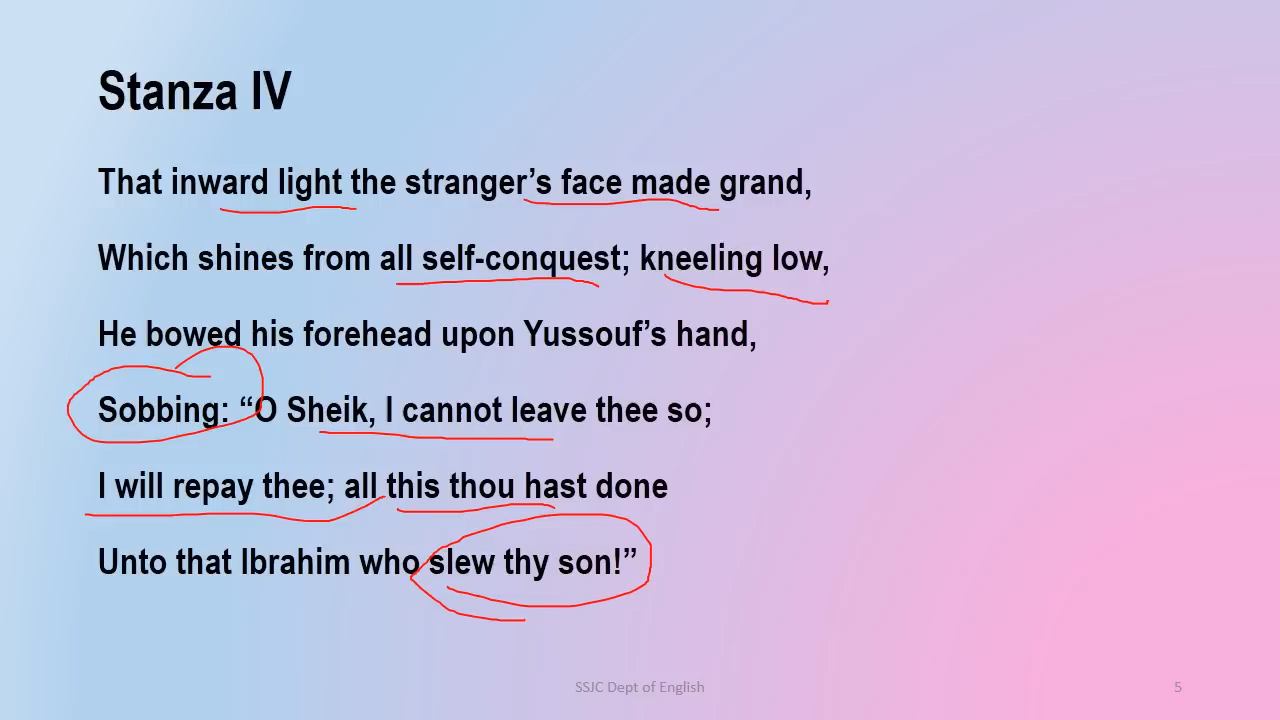 Stanza IV
That inward light the stranger’s face made grand,
Which shines from all self-conquest; kneeling low,
He bowed his forehead upon Yussouf’s hand,
Sobbing: “O Sheik, I cannot leave thee so;
I will repay thee; all this thou hast done
Unto that Ibrahim who slew thy son!”
SSJC Dept of English
5